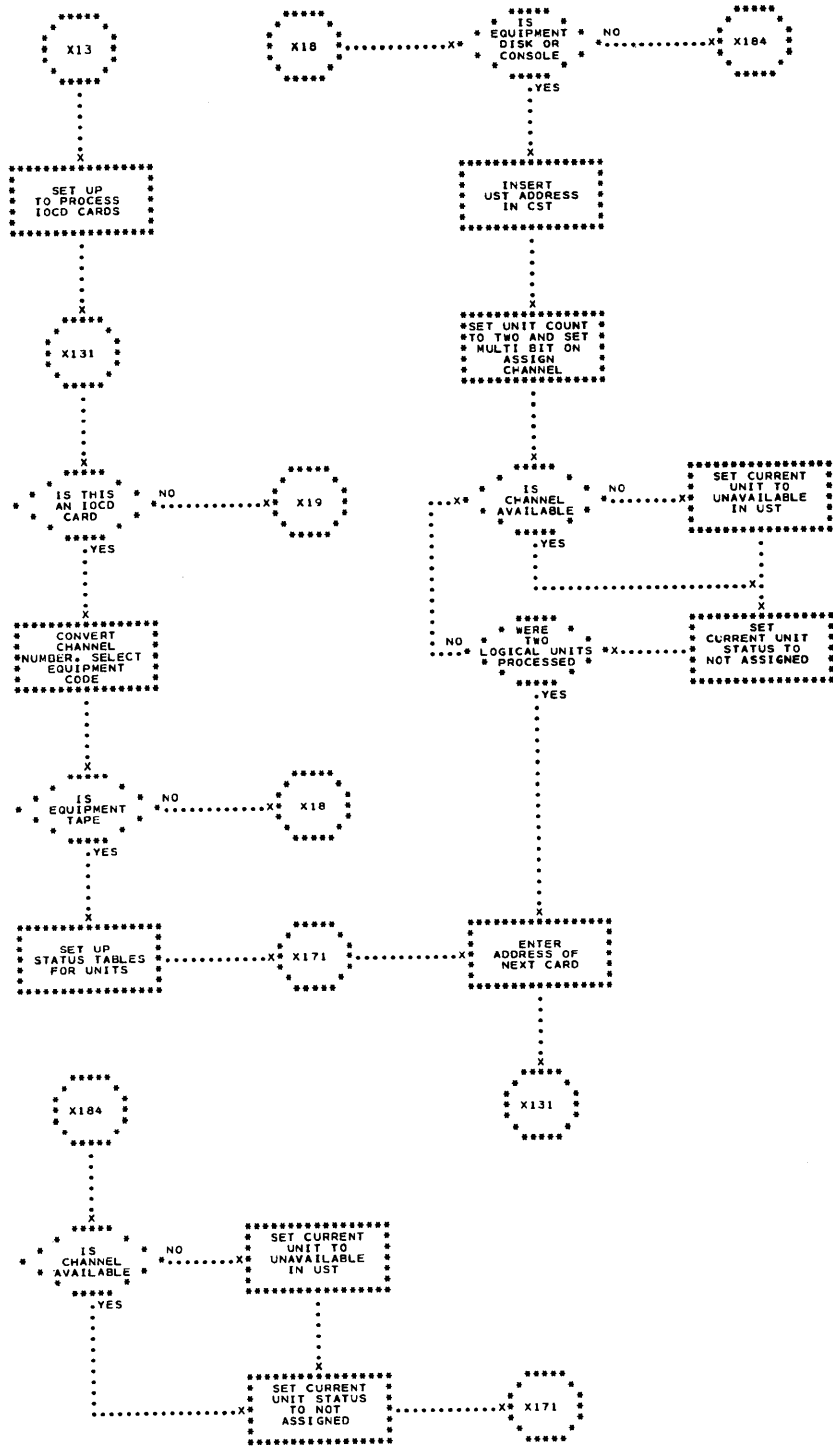 X13
SET UP
TO PROCESS
IOCD CARDS
X131
IS THIS
AN IOCD
CARD
NO
X19
YES
CONVERT
CHANNEL
NUMBER. SELECT
EQUIPMENT
CODE
IS
EQUIPMENT
TAPE
NO
X18
YES
SET UP
STATUS TABLES
FOR UNITS
X171
X18
IS
EQUIPMENT
DISK OR
CONSOLE
NO
X184
YES
INSERT
UST ADDRESS
IN CST
SET UNIT COUNT
TO TWO AND SET
MULTI BIT ON
ASSIGN
CHANNEL
IS
CHANNEL
AVAILABLE
NO
SET CURRENT
UNIT TO
UNAVAILABLE
IN UST
YES
SET
CURRENT UNIT
STATUS TO
NOT ASSIGNED
WERE
TWO
LOGICAL UNITS
PROCESSED
NO
YES
ENTER
ADDRESS OF
NEXT CARD
X131
X184
IS
CHANNEL
AVAILABLE
NO
SET CURRENT
UNIT TO
UNAVAILABLE
IN UST
YES
SET CURRENT
UNIT STATUS
TO NOT
ASSIGNED
X171